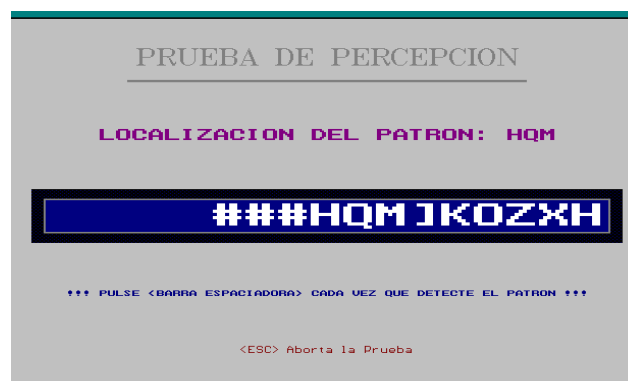 PRUEBA DE PERCEPCION
LOCALIZACION DEL PATRON: HQM
###HQMJKOZXH
!!! PULSE <BARRA ESPACIADORA> CADA VEZ QUE DETECTE EL PATRON !!!
<ESC> Aborta la Prueba